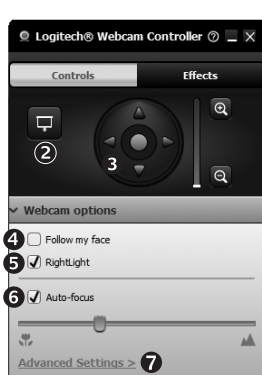 Logitech® Webcam Controller
Controls Effects
2
3
Webcam options
4 Follow my face
5 RightLight
6 Auto-focus
Advanced Settings > 7